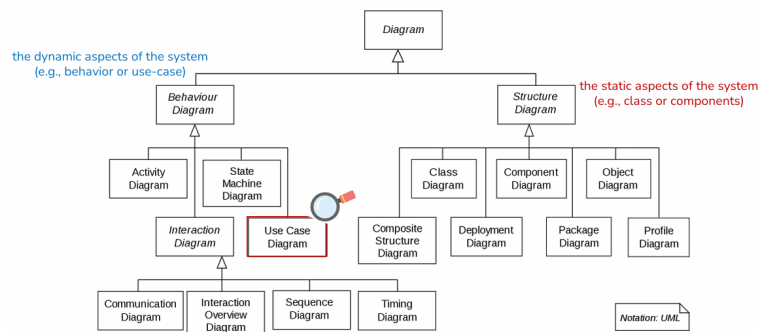 Diagram
the dynamic aspects of the system
(e.g., behavior or use-case)
the static aspects of the system
(e.g., class or components)
Behaviour
Diagram
Structure
Diagram
Activity
Diagram
State
Machine
Diagram
Class
Diagram
Component
Diagram
Object
Diagram
Interaction
Diagram
Use Case
Diagram
Composite
Structure
Diagram
Deployment
Diagram
Package
Diagram
Profile
Diagram
Communication
Diagram
Interaction
Overview
Diagram
Sequence
Diagram
Timing
Diagram
Notation: UML